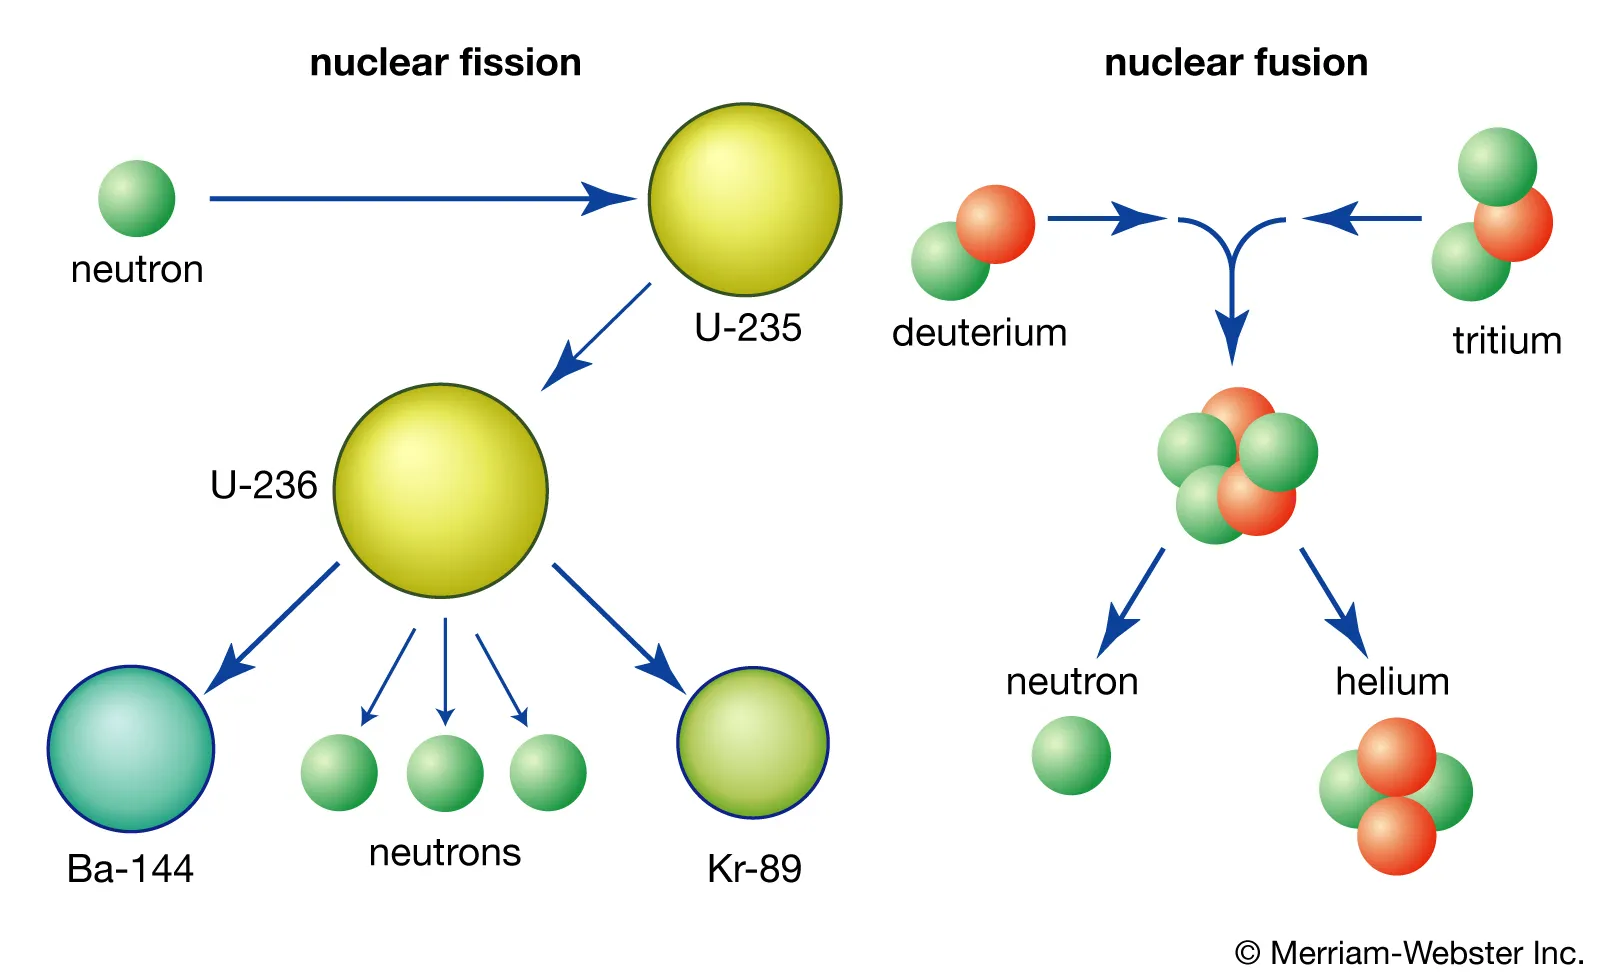 nuclear fission
neutron
U-235
U-236
Ba-144
neutrons
Kr-89
nuclear fusion
deuterium
tritium
neutron
helium
© Merriam-Webster Inc.